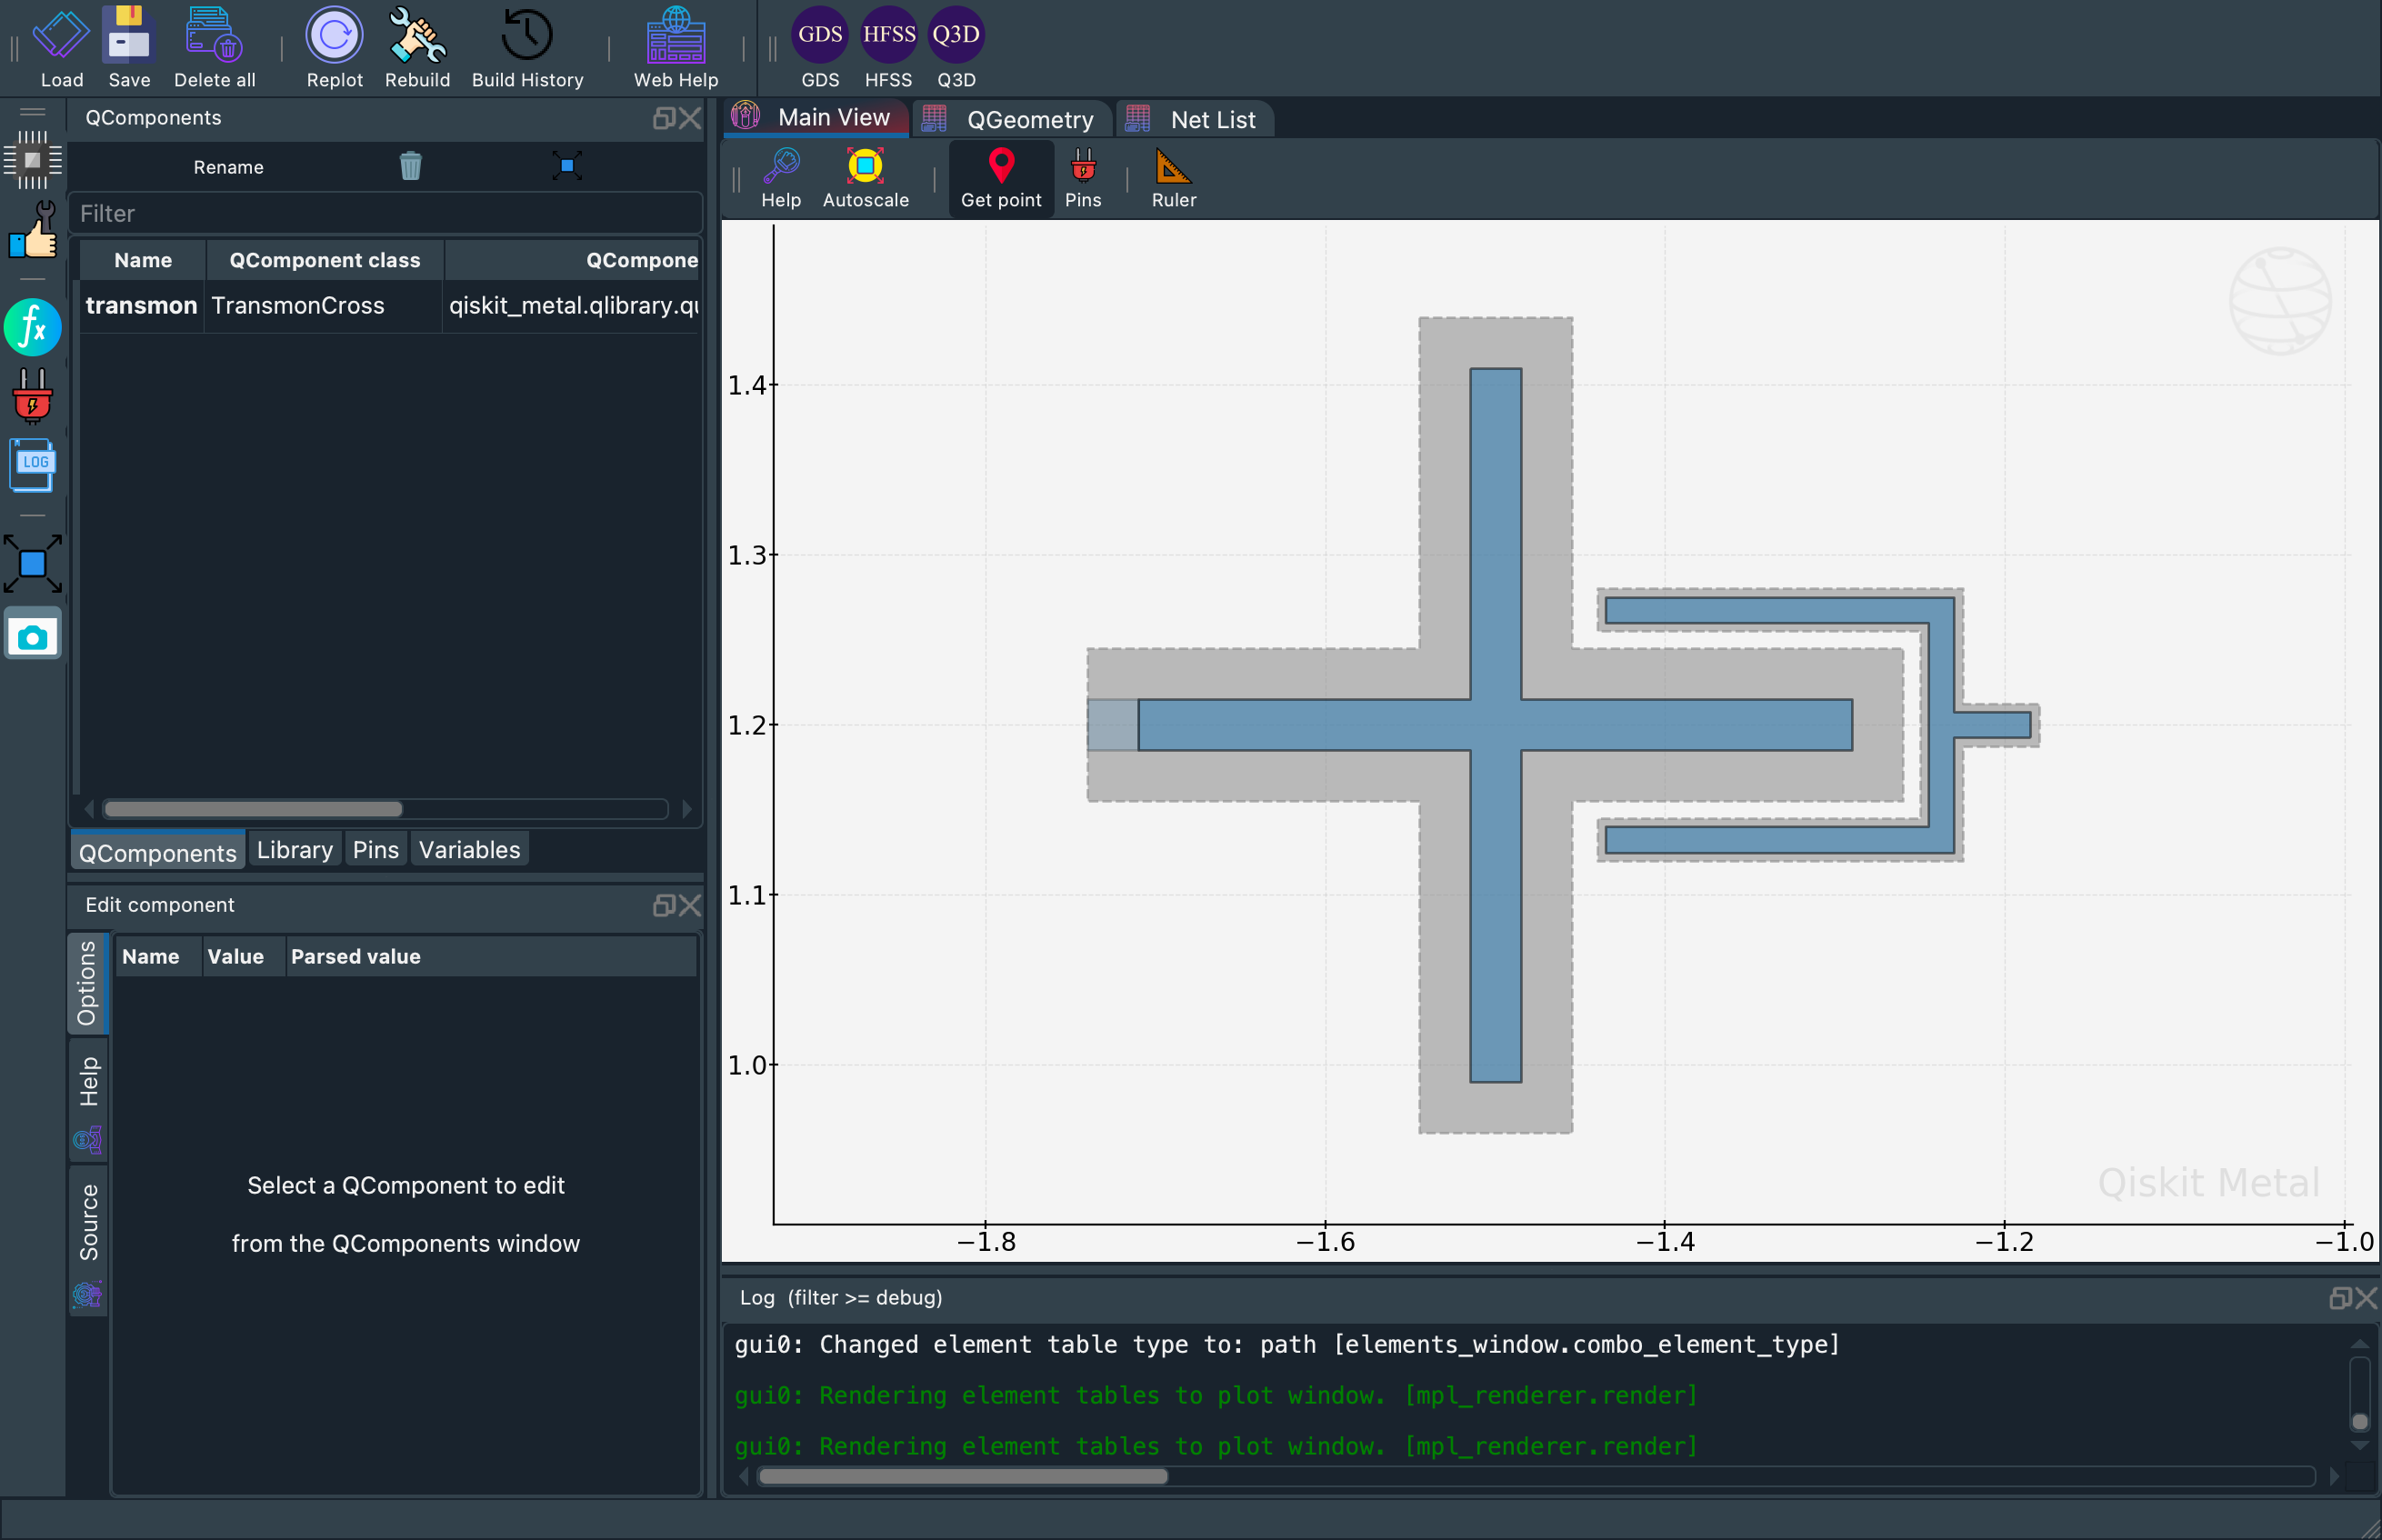 GDS HFSS Q3D
Load Save Delete all Replot Rebuild Build History Web Help GDS HFSS Q3D
QComponents
Main View QGeometry Net List
Rename
Help Autoscale Get point Pins Ruler
Filter
Name QComponent class QCompone
transmon TransmonCross qiskit_metal.qlibrary.qu
fx
LOG
QComponents Library Pins Variables
Edit component
Name Value Parsed value
Options
Help
Source
Select a QComponent to edit
from the QComponents window
1.4
1.3
1.2
1.1
1.0
Qiskit Metal
−1.8 −1.6 −1.4 −1.2 −1.0
Log (filter >= debug)
gui0: Changed element table type to: path [elements_window.combo_element_type]
gui0: Rendering element tables to plot window. [mpl_renderer.render]
gui0: Rendering element tables to plot window. [mpl_renderer.render]